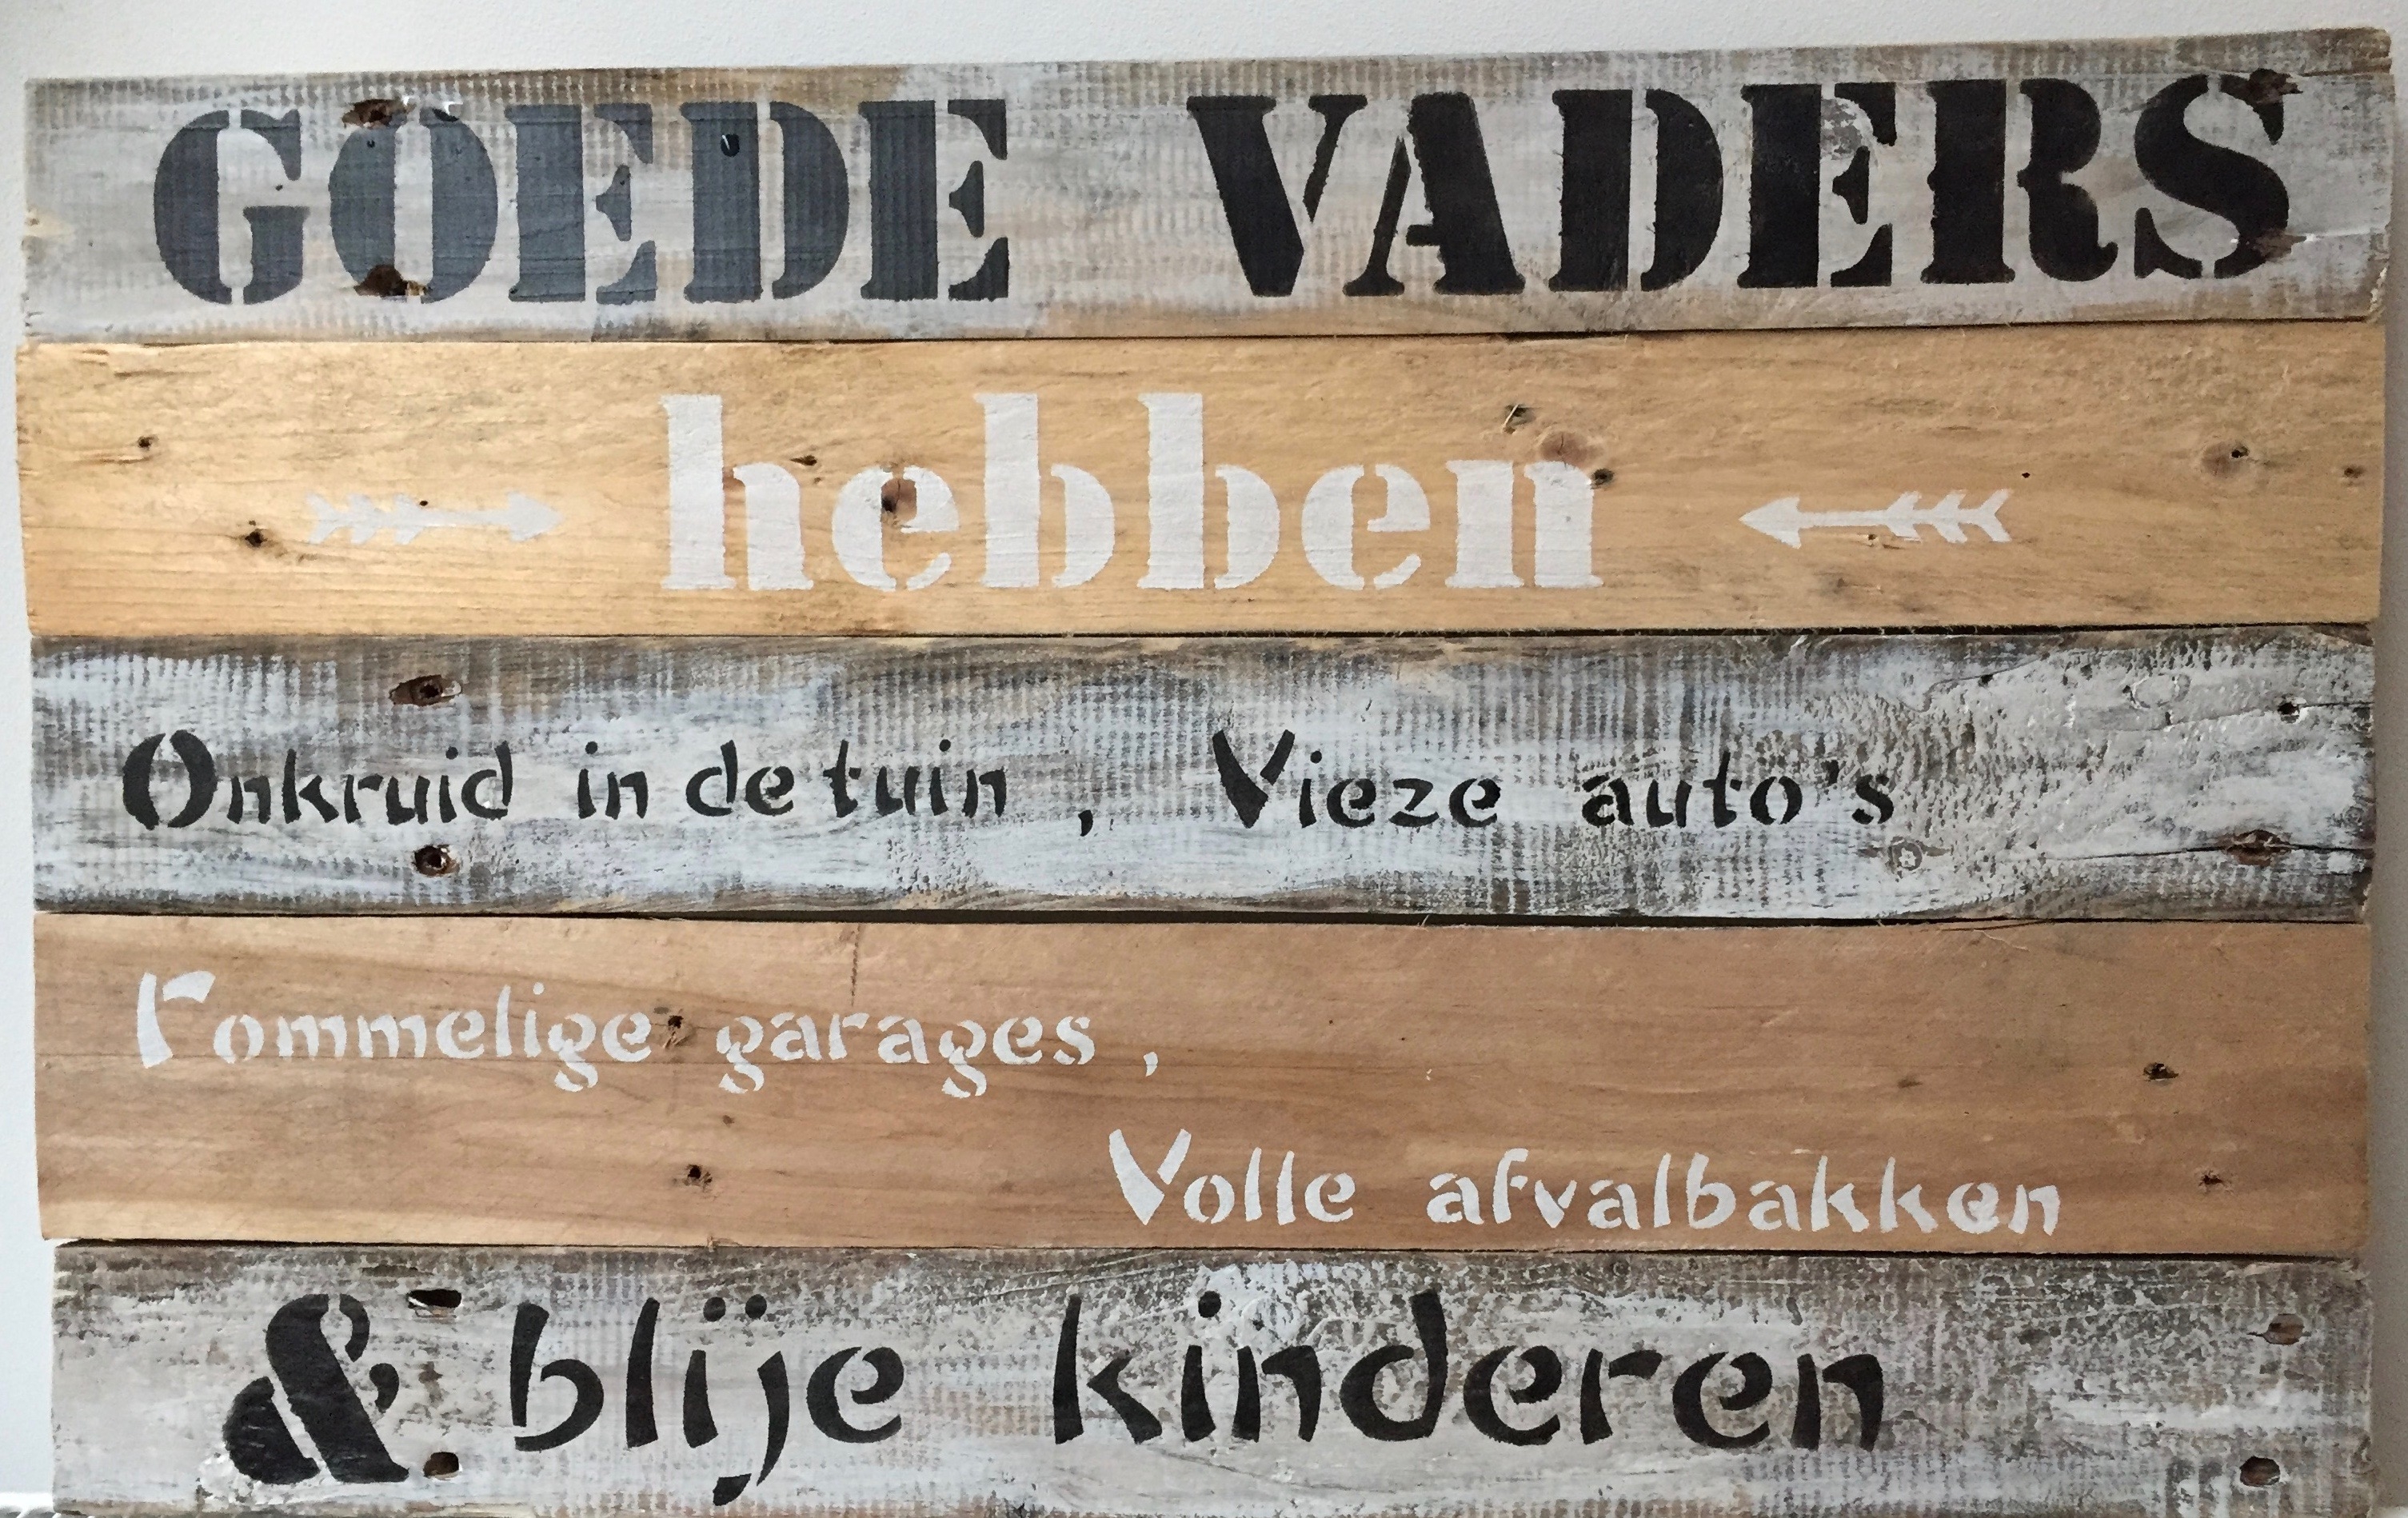 GOEDE VADERS
hebben
Onkruid in de tuin, Vieze auto's
rommelige garages,
Volle afvalbakken
& blije kinderen